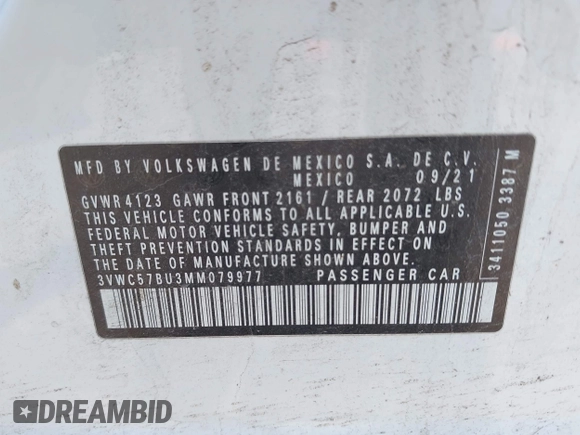 MFD BY VOLKSWAGEN DE MEXICO S.A. DE C.V.
MEXICO 09/21
GVWR 4123 GAWR FRONT 2161 / REAR 2072 LBS
THIS VEHICLE CONFORMS TO ALL APPLICABLE U.S.
FEDERAL MOTOR VEHICLE SAFETY, BUMPER AND
THEFT PREVENTION STANDARDS IN EFFECT ON THE
DATE OF MANUFACTURE SHOWN ABOVE.
3VWC57BU3MM079977 PASSENGER CAR
3411050 3387 M
DREAMBID